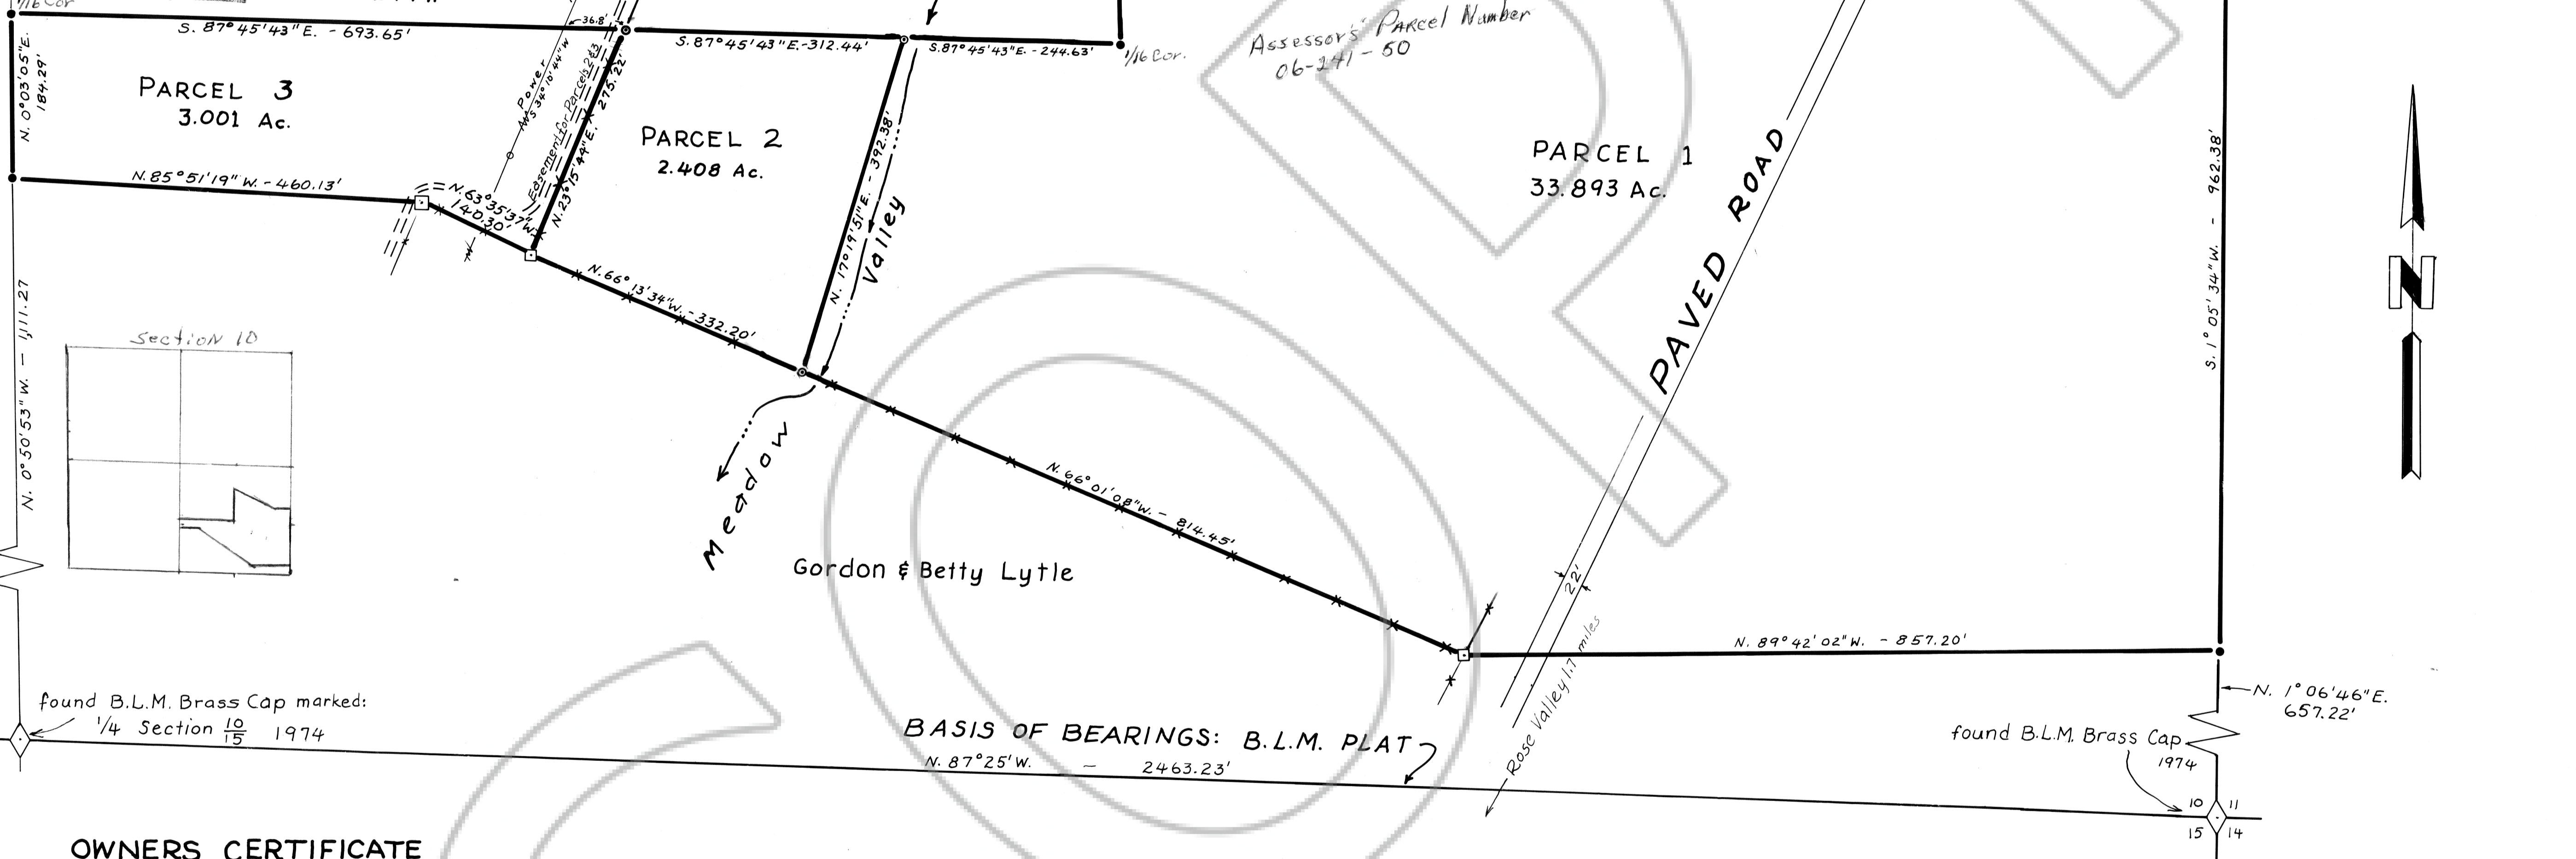 1/16 Cor
S. 87° 45' 43" E. - 693.65'
36.8'
S. 87° 45' 43" E. - 312.44'
S. 87° 45' 43" E. - 244.63'
1/16 Cor.
Assessor's Parcel Number
06-241-50
N. 0° 03' 05" E.
184.29'
PARCEL 3
3.001 Ac.
Power
S 34° 10' 44" W
Easement for Parcels 2 & 3
N. 23° 15' 44" E. 275.22'
PARCEL 2
2.408 Ac.
N. 17° 19' 51" E. 392.38'
Valley
PARCEL 1
33.893 Ac.
PAVED ROAD
S. 1° 05' 34" W. - 962.38'
N
N. 85° 51' 19" W. - 460.13'
N. 63° 35' 37" W.
140.30'
N. 66° 13' 34" W. - 332.20'
N. 0° 50' 53" W. - 1,111.27
Section 10
Meadow
N. 66° 01' 08" W. - 814.45'
Gordon & Betty Lytle
22'
Rose Valley 1.7 miles
N. 89° 42' 02" W. - 857.20'
N. 1° 06' 46" E.
657.22'
found B.L.M. Brass Cap marked:
1/4 Section 10/15 1974
BASIS OF BEARINGS: B.L.M. PLAT
N. 87° 25' W. - 2463.23'
found B.L.M. Brass Cap
1974
10 11
15 14
OWNERS CERTIFICATE
COP